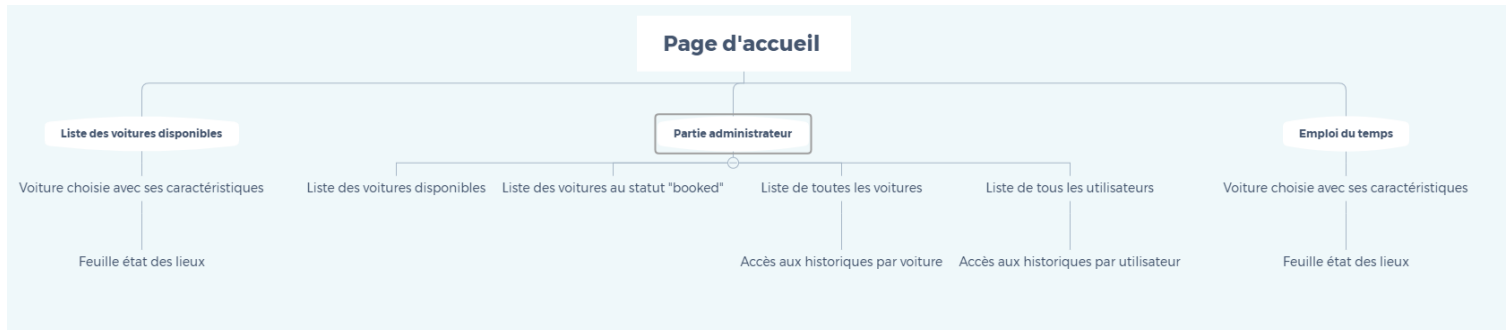 Page d'accueil
Liste des voitures disponibles
Partie administrateur
Emploi du temps
Voiture choisie avec ses caractéristiques
Liste des voitures disponibles
Liste des voitures au statut "booked"
Liste de toutes les voitures
Liste de tous les utilisateurs
Voiture choisie avec ses caractéristiques
Feuille état des lieux
Accès aux historiques par voiture
Accès aux historiques par utilisateur
Feuille état des lieux